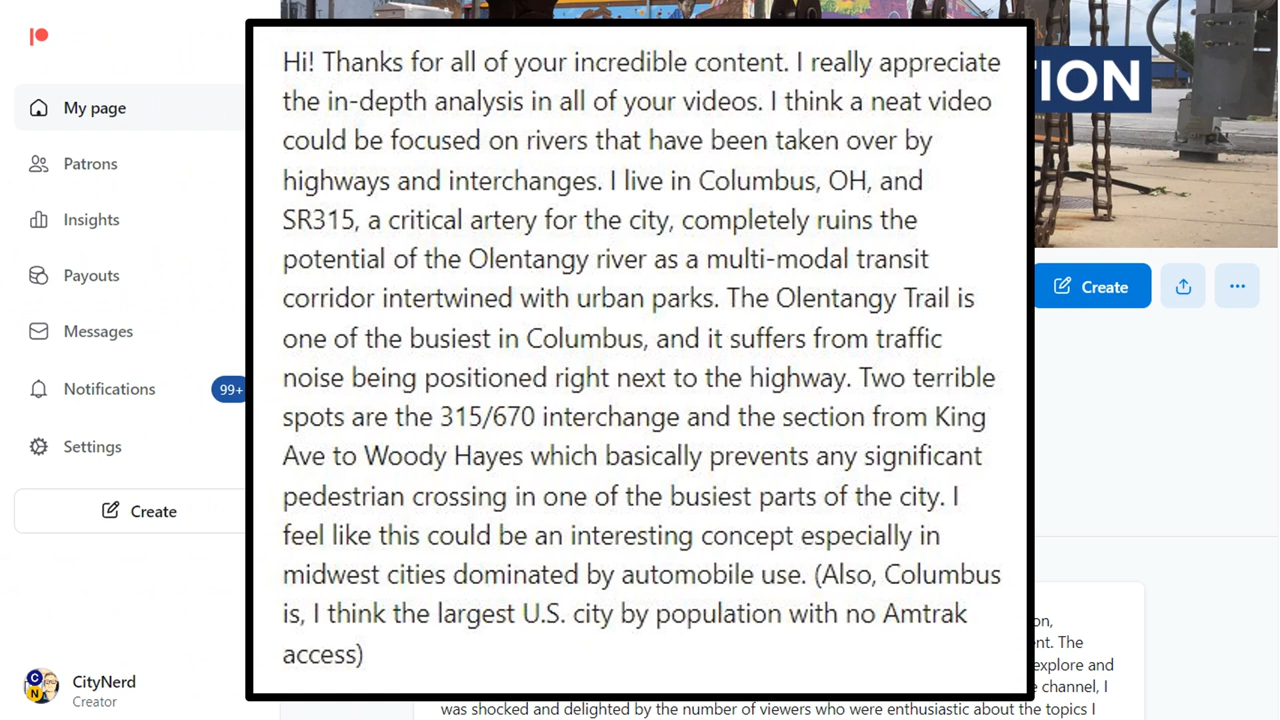 TION
My page
Patrons
Insights
Payouts
Messages
Notifications
99+
Settings
Create
CityNerd
Creator
Hi! Thanks for all of your incredible content. I really appreciate
the in-depth analysis in all of your videos. I think a neat video
could be focused on rivers that have been taken over by
highways and interchanges. I live in Columbus, OH, and
SR315, a critical artery for the city, completely ruins the
potential of the Olentangy river as a multi-modal transit
corridor intertwined with urban parks. The Olentangy Trail is
one of the busiest in Columbus, and it suffers from traffic
noise being positioned right next to the highway. Two terrible
spots are the 315/670 interchange and the section from King
Ave to Woody Hayes which basically prevents any significant
pedestrian crossing in one of the busiest parts of the city. I
feel like this could be an interesting concept especially in
midwest cities dominated by automobile use. (Also, Columbus
is, I think the largest U.S. city by population with no Amtrak
access)
Create
on,
nt. The
explore and
e channel, I
was shocked and delighted by the number of viewers who were enthusiastic about the topics I